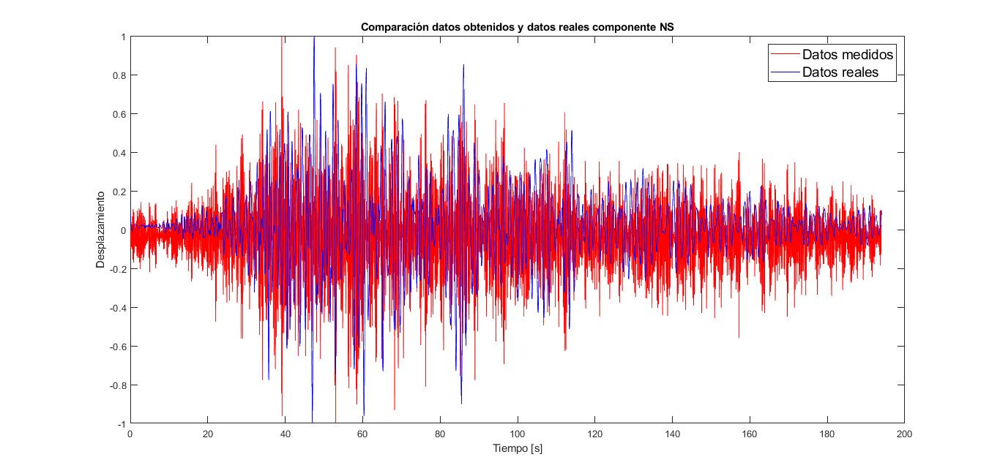 Comparación datos obtenidos y datos reales componente NS
Datos medidos
Datos reales
Desplazamiento
1
0.8
0.6
0.4
0.2
0
-0.2
-0.4
-0.6
-0.8
-1
0 20 40 60 80 100 120 140 160 180 200
Tiempo [s]